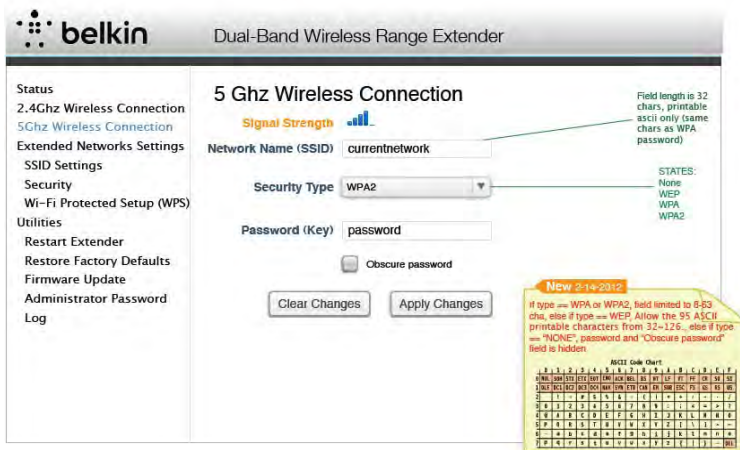 belkin
Dual-Band Wireless Range Extender
Status
2.4Ghz Wireless Connection
5Ghz Wireless Connection
Extended Networks Settings
SSID Settings
Security
Wi-Fi Protected Setup (WPS)
Utilities
Restart Extender
Restore Factory Defaults
Firmware Update
Administrator Password
Log
5 Ghz Wireless Connection
Signal Strength
Network Name (SSID) currentnetwork
Security Type WPA2
Password (Key) password
Obscure password
Clear Changes Apply Changes
Field length is 32
chars, printable
ascii only (same
chars as WPA
password)
STATES:
None
WEP
WPA
WPA2
New 2-14-2012
If type == WPA or WPA2, field limited to 8-63
cha, else if type == WEP, Allow the 95 ASCII
printable characters from 32~126., else if type
== "NONE", password and "Obscure password"
field is hidden
ASCII Code Chart